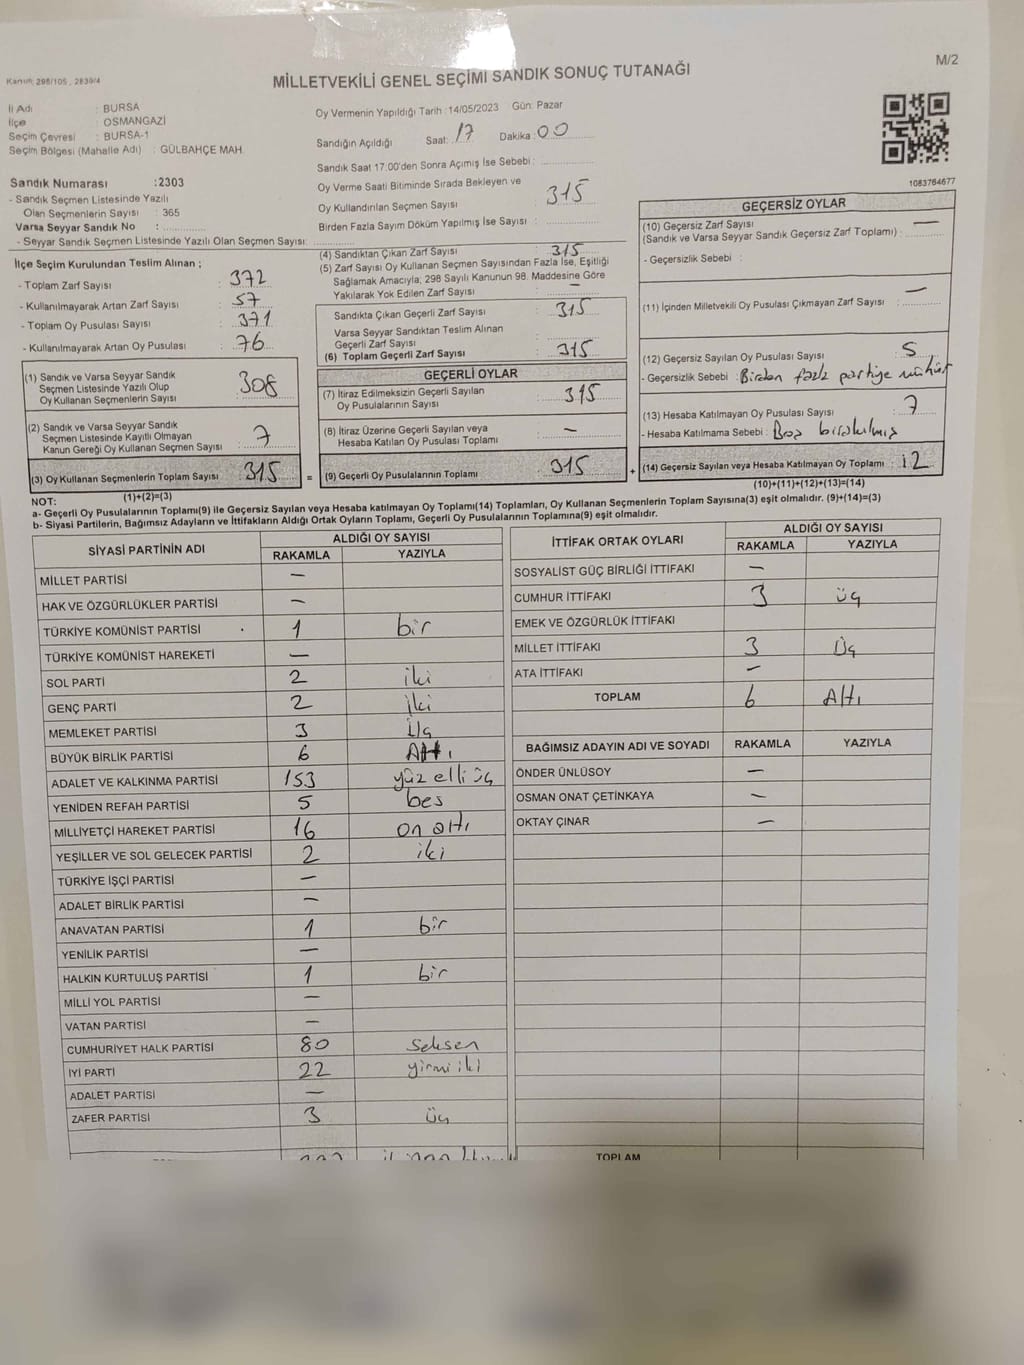 M/2
Kanun: 298/105 , 2839/4
MİLLETVEKİLİ GENEL SEÇİMİ SANDIK SONUÇ TUTANAĞI
İl Adı : BURSA
İlçe : OSMANGAZİ
Seçim Çevresi : BURSA-1
Seçim Bölgesi (Mahalle Adı) : GÜLBAHÇE MAH.
Sandık Numarası :2303
- Sandık Seçmen Listesinde Yazılı
Olan Seçmenlerin Sayısı : 365
Varsa Seyyar Sandık No :
- Seyyar Sandık Seçmen Listesinde Yazılı Olan Seçmen Sayısı :
Oy Vermenin Yapıldığı Tarih :14/05/2023 Gün: Pazar
Sandığın Açıldığı Saat: 17 Dakika : 00
Sandık Saat 17:00'den Sonra Açımış İse Sebebi :
Oy Verme Saati Bitiminde Sırada Bekleyen ve
Oy Kullandırılan Seçmen Sayısı : 315
Birden Fazla Sayım Döküm Yapılmış İse Sayısı :
1083764677
İlçe Seçim Kurulundan Teslim Alınan ;
- Toplam Zarf Sayısı : 372
- Kullanılmayarak Artan Zarf Sayısı : 57
- Toplam Oy Pusulası Sayısı : 371
- Kullanılmayarak Artan Oy Pusulası : 76
(1) Sandık ve Varsa Seyyar Sandık
Seçmen Listesinde Yazılı Olup
Oy Kullanan Seçmenlerin Sayısı : 308
(2) Sandık ve Varsa Seyyar Sandık
Seçmen Listesinde Kayıtlı Olmayan
Kanun Gereği Oy Kullanan Seçmen Sayısı : 7
(3) Oy Kullanan Seçmenlerin Toplam Sayısı : 315
(1)+(2)=(3)
(4) Sandıktan Çıkan Zarf Sayısı : 315
(5) Zarf Sayısı Oy Kullanan Seçmen Sayısından Fazla İse, Eşitliği
Sağlamak Amacıyla, 298 Sayılı Kanunun 98. Maddesine Göre
Yakılarak Yok Edilen Zarf Sayısı : —
Sandıkta Çıkan Geçerli Zarf Sayısı : 315
Varsa Seyyar Sandıktan Teslim Alınan
Geçerli Zarf Sayısı :
(6) Toplam Geçerli Zarf Sayısı : 315
GEÇERLİ OYLAR
(7) İtiraz Edilmeksizin Geçerli Sayılan
Oy Pusulalarının Sayısı : 315
(8) İtiraz Üzerine Geçerli Sayılan veya
Hesaba Katılan Oy Pusulası Toplamı : —
= (9) Geçerli Oy Pusulalarının Toplamı : 315 +
GEÇERSİZ OYLAR
(10) Geçersiz Zarf Sayısı
(Sandık ve Varsa Seyyar Sandık Geçersiz Zarf Toplamı) : —
- Geçersizlik Sebebi :
(11) İçinden Milletvekili Oy Pusulası Çıkmayan Zarf Sayısı : —
(12) Geçersiz Sayılan Oy Pusulası Sayısı : 5
- Geçersizlik Sebebi : Birden fazla partiye mühür
(13) Hesaba Katılmayan Oy Pusulası Sayısı : 7
- Hesaba Katılmama Sebebi : Boş bırakılmış
(14) Geçersiz Sayılan veya Hesaba Katılmayan Oy Toplamı : 12
(10)+(11)+(12)+(13)=(14)
NOT:
a- Geçerli Oy Pusulalarının Toplamı(9) ile Geçersiz Sayılan veya Hesaba katılmayan Oy Toplamı(14) Toplamları, Oy Kullanan Seçmenlerin Toplam Sayısına(3) eşit olmalıdır. (9)+(14)=(3)
b- Siyasi Partilerin, Bağımsız Adayların ve İttifakların Aldığı Ortak Oyların Toplamı, Geçerli Oy Pusulalarının Toplamına(9) eşit olmalıdır.
SİYASİ PARTİNİN ADI ALDIĞI OY SAYISI
RAKAMLA YAZIYLA
MİLLET PARTİSİ —
HAK VE ÖZGÜRLÜKLER PARTİSİ —
TÜRKİYE KOMÜNİST PARTİSİ 1 bir
TÜRKİYE KOMÜNİST HAREKETİ —
SOL PARTİ 2 iki
GENÇ PARTİ 2 iki
MEMLEKET PARTİSİ 3 Üç
BÜYÜK BİRLİK PARTİSİ 6 Altı
ADALET VE KALKINMA PARTİSİ 153 yüz elli üç
YENİDEN REFAH PARTİSİ 5 bes
MİLLİYETÇİ HAREKET PARTİSİ 16 on altı
YEŞİLLER VE SOL GELECEK PARTİSİ 2 iki
TÜRKİYE İŞÇİ PARTİSİ —
ADALET BİRLİK PARTİSİ —
ANAVATAN PARTİSİ 1 bir
YENİLİK PARTİSİ —
HALKIN KURTULUŞ PARTİSİ 1 bir
MİLLİ YOL PARTİSİ —
VATAN PARTİSİ —
CUMHURİYET HALK PARTİSİ 80 seksen
İYİ PARTİ 22 yirmi iki
ADALET PARTİSİ —
ZAFER PARTİSİ 3 üç
İTTİFAK ORTAK OYLARI ALDIĞI OY SAYISI
RAKAMLA YAZIYLA
SOSYALİST GÜÇ BİRLİĞİ İTTİFAKI —
CUMHUR İTTİFAKI 3 üç
EMEK VE ÖZGÜRLÜK İTTİFAKI
MİLLET İTTİFAKI 3 Üç
ATA İTTİFAKI —
TOPLAM 6 Altı
BAĞIMSIZ ADAYIN ADI VE SOYADI RAKAMLA YAZIYLA
ÖNDER ÜNLÜSOY —
OSMAN ONAT ÇETİNKAYA —
OKTAY ÇINAR —
TOPLAM